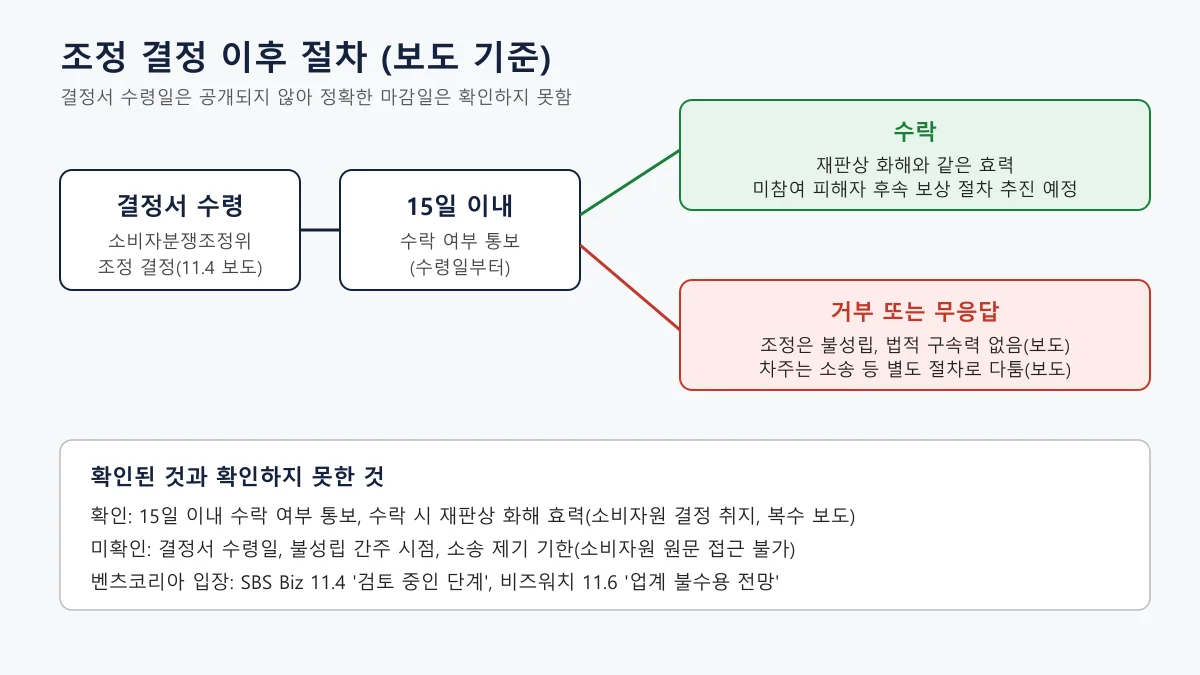 조정 결정 이후 절차 (보도 기준)
결정서 수령일은 공개되지 않아 정확한 마감일은 확인하지 못함
결정서 수령
소비자분쟁조정위
조정 결정(11.4 보도)
15일 이내
수락 여부 통보
(수령일부터)
수락
재판상 화해와 같은 효력
미참여 피해자 후속 보상 절차 추진 예정
거부 또는 무응답
조정은 불성립, 법적 구속력 없음(보도)
차주는 소송 등 별도 절차로 다툼(보도)
확인된 것과 확인하지 못한 것
확인: 15일 이내 수락 여부 통보, 수락 시 재판상 화해 효력(소비자원 결정 취지, 복수 보도)
미확인: 결정서 수령일, 불성립 간주 시점, 소송 제기 기한(소비자원 원문 접근 불가)
벤츠코리아 입장: SBS Biz 11.4 '검토 중인 단계', 비즈워치 11.6 '업계 불수용 전망'